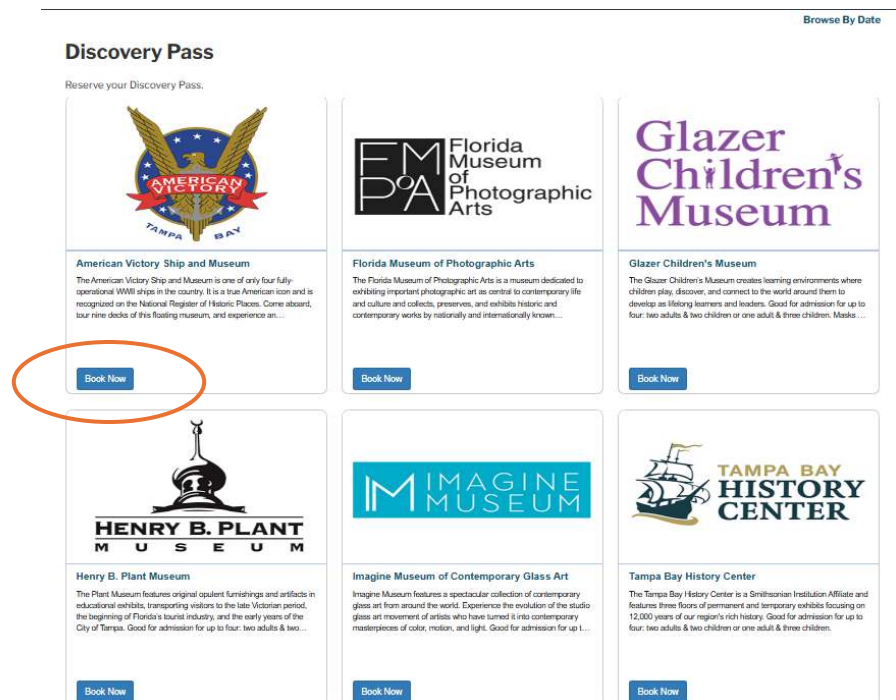 Browse By Date
Discovery Pass
Reserve your Discovery Pass.
AMERICAN
VICTORY
TAMPA BAY
FM
PoA
Florida
Museum
of
Photographic
Arts
Glazer
Children's
Museum
American Victory Ship and Museum
The American Victory Ship and Museum is one of only four fully-
operational WWII ships in the country. It is a true American icon and is
recognized on the National Register of Historic Places. Come aboard,
tour nine decks of this floating museum, and experience an…
Book Now
Florida Museum of Photographic Arts
The Florida Museum of Photographic Arts is a museum dedicated to
exhibiting important photographic art as central to contemporary life
and culture and collects, preserves, and exhibits historic and
contemporary works by nationally and internationally known…
Book Now
Glazer Children's Museum
The Glazer Children's Museum creates learning environments where
children play, discover, and connect to the world around them to
develop as lifelong learners and leaders. Good for admission for up to
four: two adults & two children or one adult & three children. Masks…
Book Now
HENRY B. PLANT
MUSEUM
IM IMAGINE
MUSEUM
TAMPA BAY
HISTORY
CENTER
Henry B. Plant Museum
The Plant Museum features original opulent furnishings and artifacts in
educational exhibits, transporting visitors to the late Victorian period,
the beginning of Florida's tourist industry, and the early years of the
City of Tampa. Good for admission for up to four: two adults & two…
Book Now
Imagine Museum of Contemporary Glass Art
Imagine Museum features a spectacular collection of contemporary
glass art from around the world. Experience the evolution of the studio
glass art movement of artists who have turned it into contemporary
masterpieces of color, motion, and light. Good for admission for up t…
Book Now
Tampa Bay History Center
The Tampa Bay History Center is a Smithsonian Institution Affiliate and
features three floors of permanent and temporary exhibits focusing on
12,000 years of our region's rich history. Good for admission for up to
four: two adults & two children or one adult & three children.
Book Now